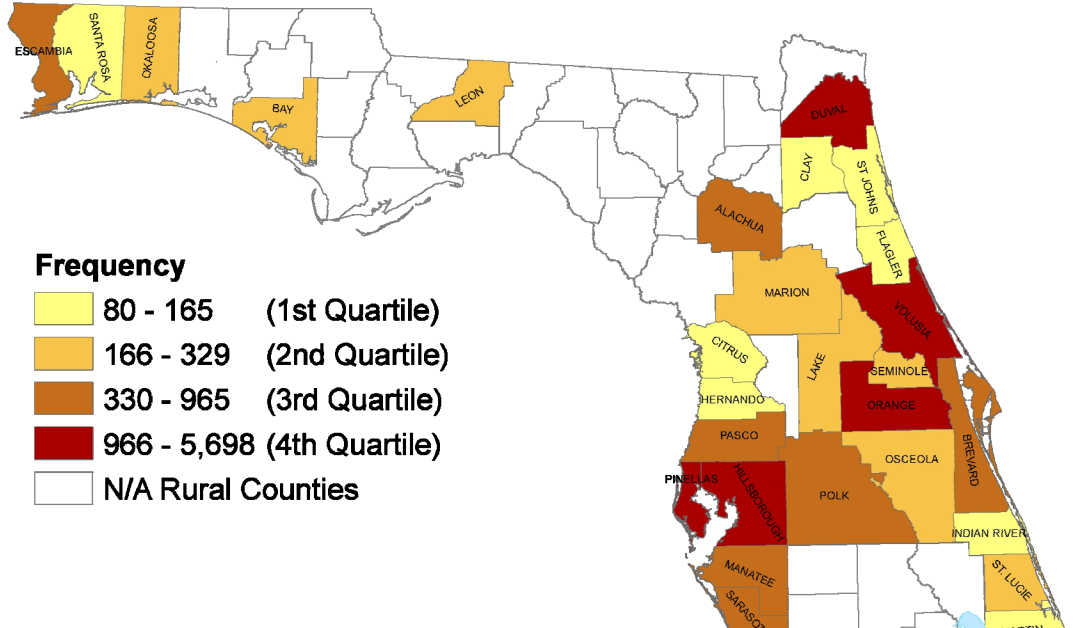 ESCAMBIA
SANTA ROSA
OKALOOSA
BAY
LEON
DUVAL
CLAY
ST JOHNS
ALACHUA
FLAGLER
MARION
VOLUSIA
CITRUS
LAKE
SEMINOLE
HERNANDO
ORANGE
PASCO
BREVARD
OSCEOLA
PINELLAS
HILLSBOROUGH
POLK
INDIAN RIVER
MANATEE
ST. LUCIE
Frequency
80 - 165 (1st Quartile)
166 - 329 (2nd Quartile)
330 - 965 (3rd Quartile)
966 - 5,698 (4th Quartile)
N/A Rural Counties